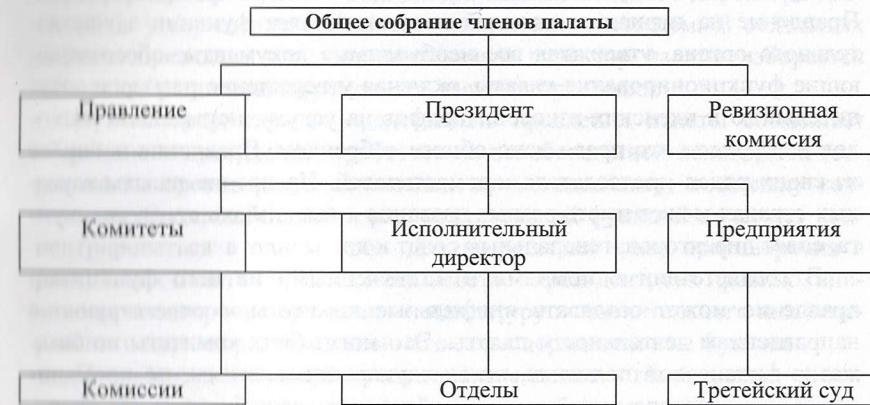 Общее собрание членов палаты
Правление
Президент
Ревизионная
комиссия
Комитеты
Исполнительный
директор
Предприятия
Комиссии
Отделы
Третейский суд